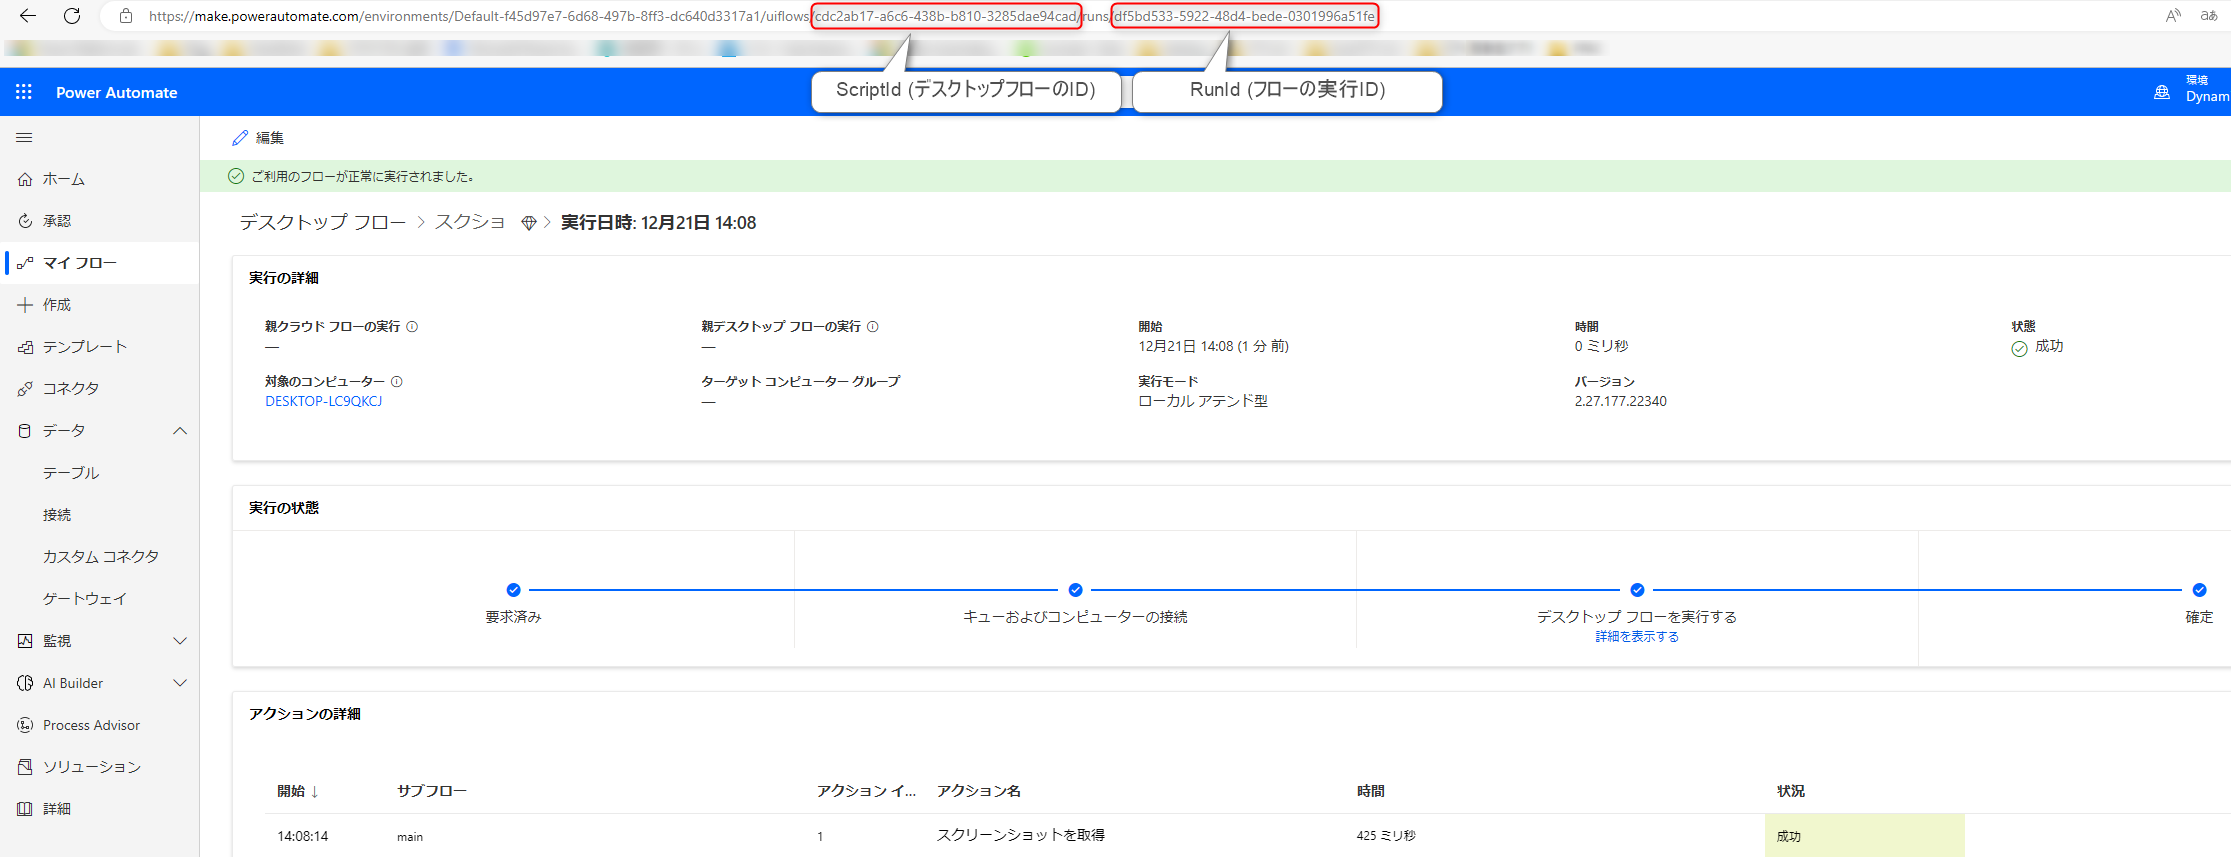 https://make.powerautomate.com/environments/Default-f45d97e7-6d68-497b-8ff3-dc640d3317a1/uiflows/cdc2ab17-a6c6-438b-b810-3285dae94cad/runs/df5bd533-5922-48d4-bede-0301996a51fe
aあ
ScriptId (デスクトップフローのID)
RunId (フローの実行ID)
Power Automate
環境
Dynam
編集
ご利用のフローが正常に実行されました。
ホーム
承認
マイ フロー
作成
テンプレート
コネクタ
データ
テーブル
接続
カスタム コネクタ
ゲートウェイ
監視
AI Builder
Process Advisor
ソリューション
詳細
デスクトップ フロー > スクショ > 実行日時: 12月21日 14:08
実行の詳細
親クラウド フローの実行
—
親デスクトップ フローの実行
—
開始
12月21日 14:08 (1 分 前)
時間
0 ミリ秒
状態
成功
対象のコンピューター
DESKTOP-LC9QKCJ
ターゲット コンピューター グループ
—
実行モード
ローカル アテンド型
バージョン
2.27.177.22340
実行の状態
要求済み
キューおよびコンピューターの接続
デスクトップ フローを実行する
詳細を表示する
確定
アクションの詳細
開始 ↓ サブフロー アクション イ... アクション名 時間 状況
14:08:14 main 1 スクリーンショットを取得 425 ミリ秒 成功